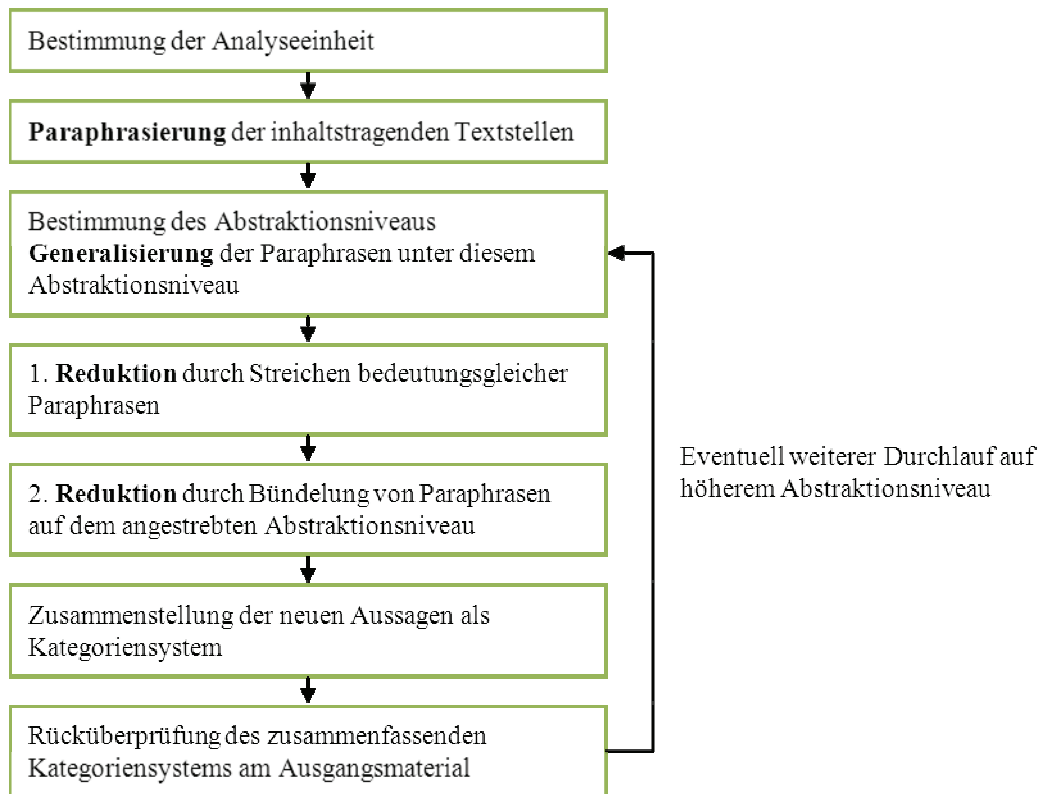 Bestimmung der Analyseeinheit
Paraphrasierung der inhaltstragenden Textstellen
Bestimmung des Abstraktionsniveaus
Generalisierung der Paraphrasen unter diesem
Abstraktionsniveau
1. Reduktion durch Streichen bedeutungsgleicher
Paraphrasen
2. Reduktion durch Bündelung von Paraphrasen
auf dem angestrebten Abstraktionsniveau
Zusammenstellung der neuen Aussagen als
Kategoriensystem
Rücküberprüfung des zusammenfassenden
Kategoriensystems am Ausgangsmaterial
Eventuell weiterer Durchlauf auf
höherem Abstraktionsniveau